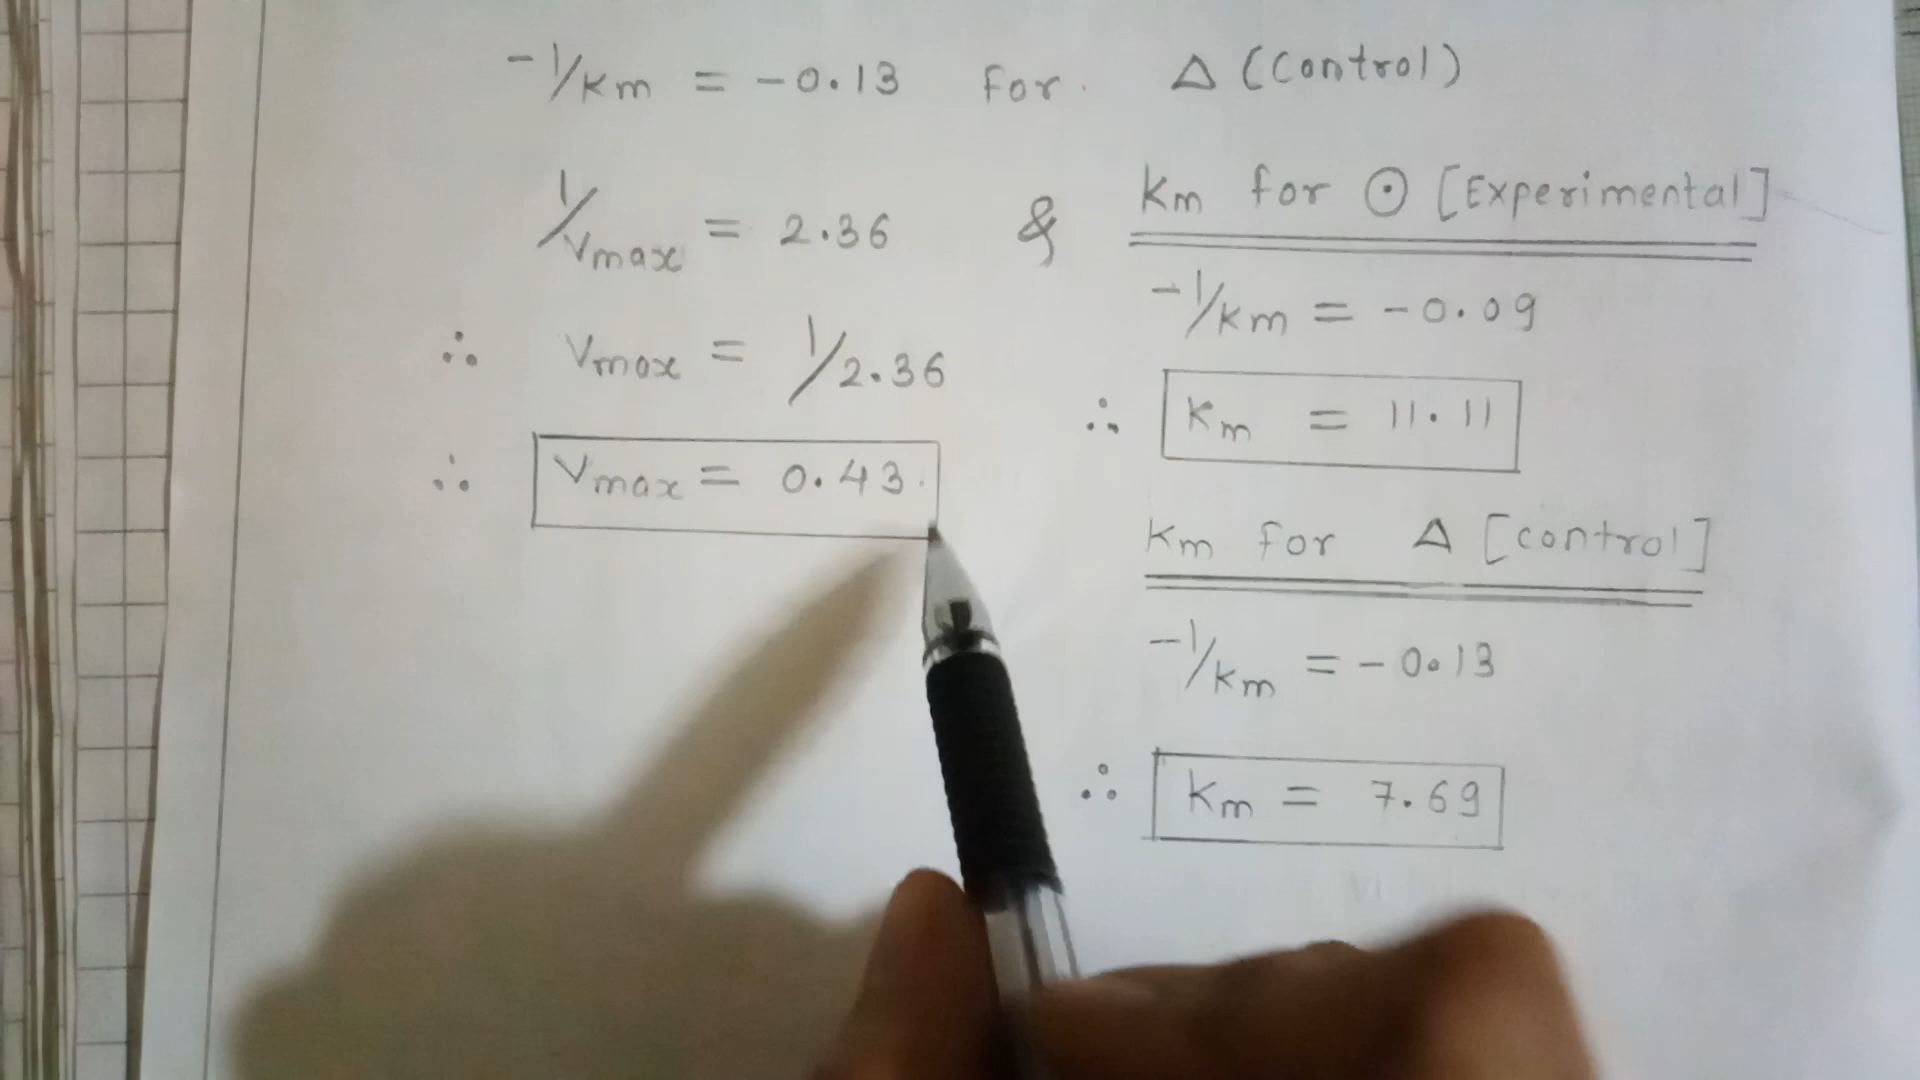 -1/Km = -0.13 For Δ (Control)
1/Vmax = 2.36 &
∴ Vmax = 1/2.36
∴ Vmax = 0.43
Km for ⊙ [Experimental]
-1/Km = -0.09
∴ Km = 11.11
Km for Δ [control]
-1/Km = -0.13
∴ Km = 7.69